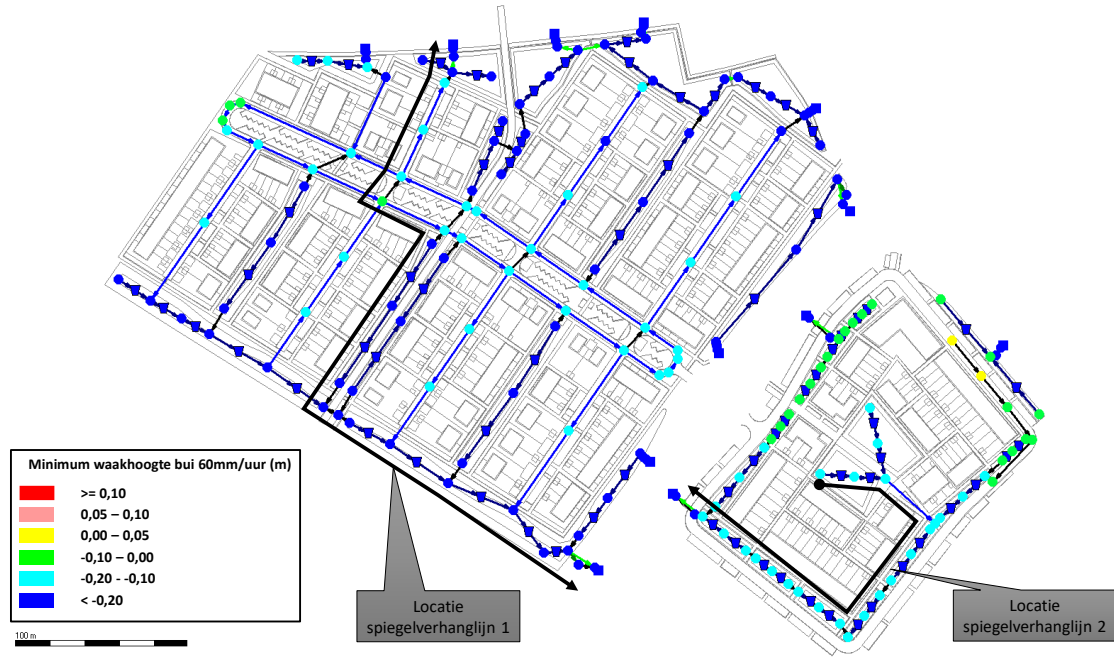 Minimum waakhoogte bui 60mm/uur (m)
>= 0,10
0,05 – 0,10
0,00 – 0,05
-0,10 – 0,00
-0,20 - -0,10
< -0,20
100 m
Locatie
spiegelverhanglijn 1
Locatie
spiegelverhanglijn 2